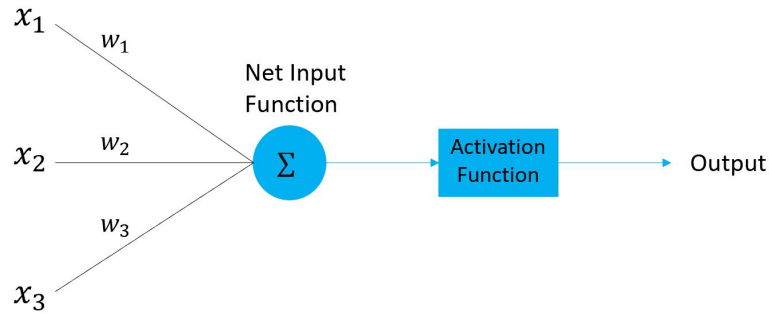 x₁
w₁
Net Input
Function
x₂
w₂
Σ
Activation
Function
Output
w₃
x₃